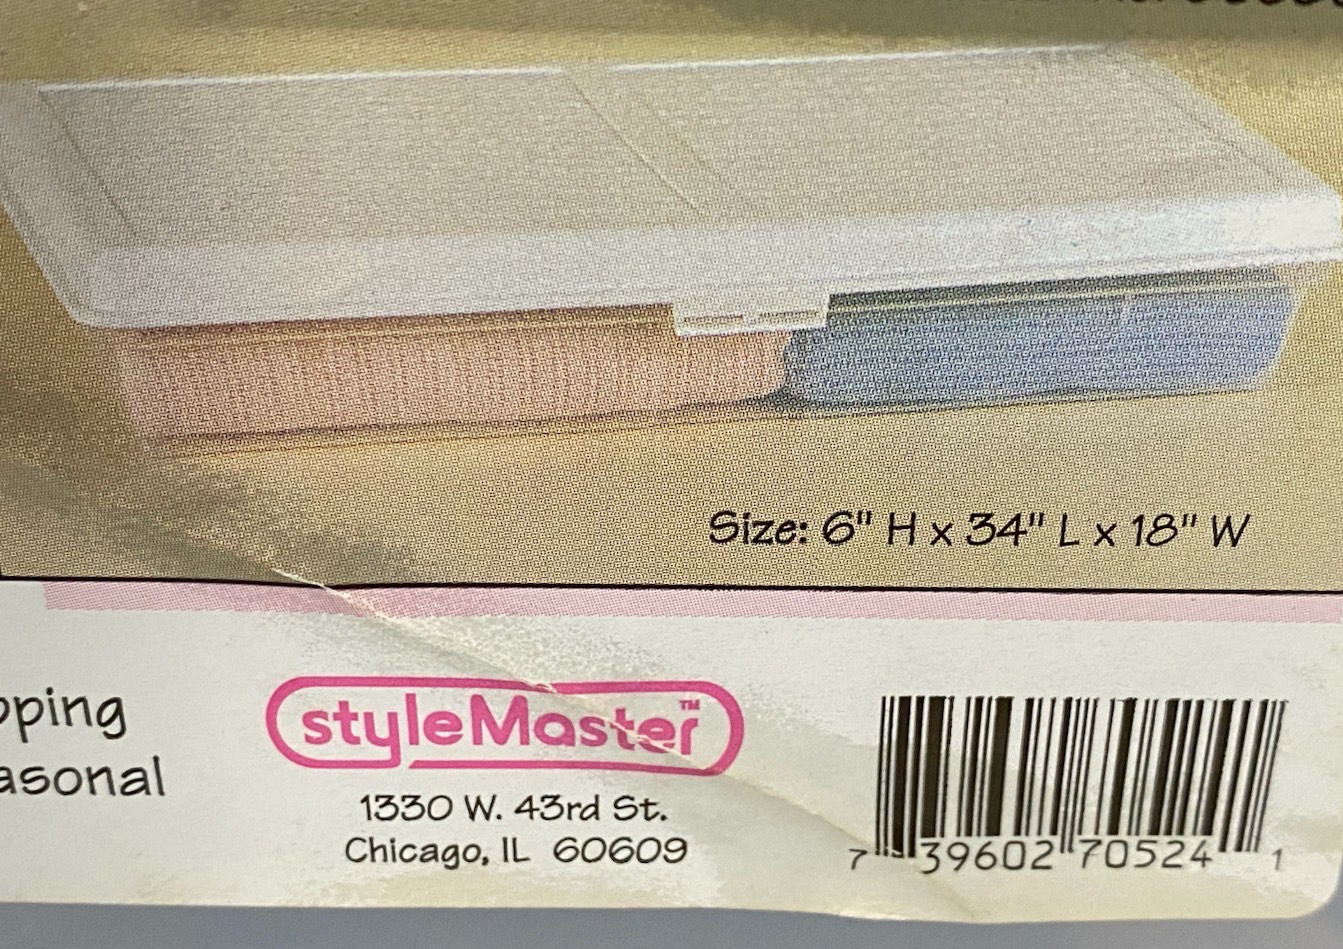 Size: 6" H x 34" L x 18" W
pping
asonal
styleMaster™
1330 W. 43rd St.
Chicago, IL 60609
7 39602 70524 1